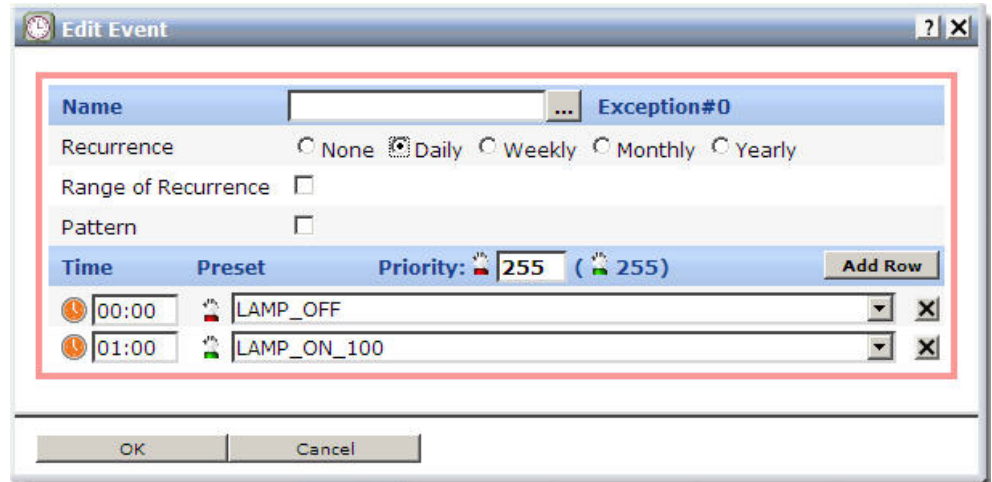 Edit Event ? X
Name ... Exception#0
Recurrence None Daily Weekly Monthly Yearly
Range of Recurrence
Pattern
Time Preset Priority: 255 ( 255) Add Row
00:00 LAMP_OFF
01:00 LAMP_ON_100
OK Cancel